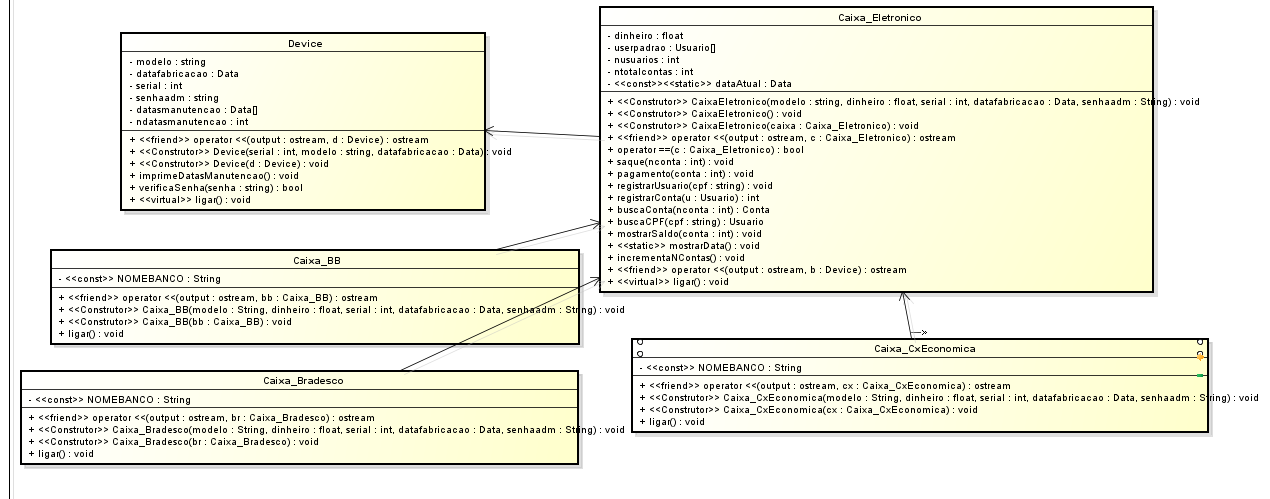 Device
- modelo : string
- datafabricacao : Data
- serial : int
- senhaadm : string
- datasmanutencao : Data[]
- ndatasmanutencao : int
+ <<friend>> operator <<(output : ostream, d : Device) : ostream
+ <<Construtor>> Device(serial : int, modelo : string, datafabricacao : Data) : void
+ <<Construtor>> Device(d : Device) : void
+ imprimeDatasManutencao() : void
+ verificaSenha(senha : string) : bool
+ <<virtual>> ligar() : void
Caixa_Eletronico
- dinheiro : float
- userpadrao : Usuario[]
- nusuarios : int
- ntotalcontas : int
- <<const>><<static>> dataAtual : Data
+ <<Construtor>> CaixaEletronico(modelo : string, dinheiro : float, serial : int, datafabricacao : Data, senhaadm : String) : void
+ <<Construtor>> CaixaEletronico() : void
+ <<Construtor>> CaixaEletronico(caixa : Caixa_Eletronico) : void
+ <<friend>> operator <<(output : ostream, c : Caixa_Eletronico) : ostream
+ operator ==(c : Caixa_Eletronico) : bool
+ saque(nconta : int) : void
+ pagamento(conta : int) : void
+ registrarUsuario(cpf : string) : void
+ registrarConta(u : Usuario) : int
+ buscaConta(nconta : int) : Conta
+ buscaCPF(cpf : string) : Usuario
+ mostrarSaldo(conta : int) : void
+ <<static>> mostrarData() : void
+ incrementaNContas() : void
+ <<friend>> operator <<(output : ostream, b : Device) : ostream
+ <<virtual>> ligar() : void
Caixa_BB
- <<const>> NOMEBANCO : String
+ <<friend>> operator <<(output : ostream, bb : Caixa_BB) : ostream
+ <<Construtor>> Caixa_BB(modelo : String, dinheiro : float, serial : int, datafabricacao : Data, senhaadm : String) : void
+ <<Construtor>> Caixa_BB(bb : Caixa_BB) : void
+ ligar() : void
Caixa_Bradesco
- <<const>> NOMEBANCO : String
+ <<friend>> operator <<(output : ostream, br : Caixa_Bradesco) : ostream
+ <<Construtor>> Caixa_Bradesco(modelo : String, dinheiro : float, serial : int, datafabricacao : Data, senhaadm : String) : void
+ <<Construtor>> Caixa_Bradesco(br : Caixa_Bradesco) : void
+ ligar() : void
Caixa_CxEconomica
- <<const>> NOMEBANCO : String
+ <<friend>> operator <<(output : ostream, cx : Caixa_CxEconomica) : ostream
+ <<Construtor>> Caixa_CxEconomica(modelo : String, dinheiro : float, serial : int, datafabricacao : Data, senhaadm : String) : void
+ <<Construtor>> Caixa_CxEconomica(cx : Caixa_CxEconomica) : void
+ ligar() : void